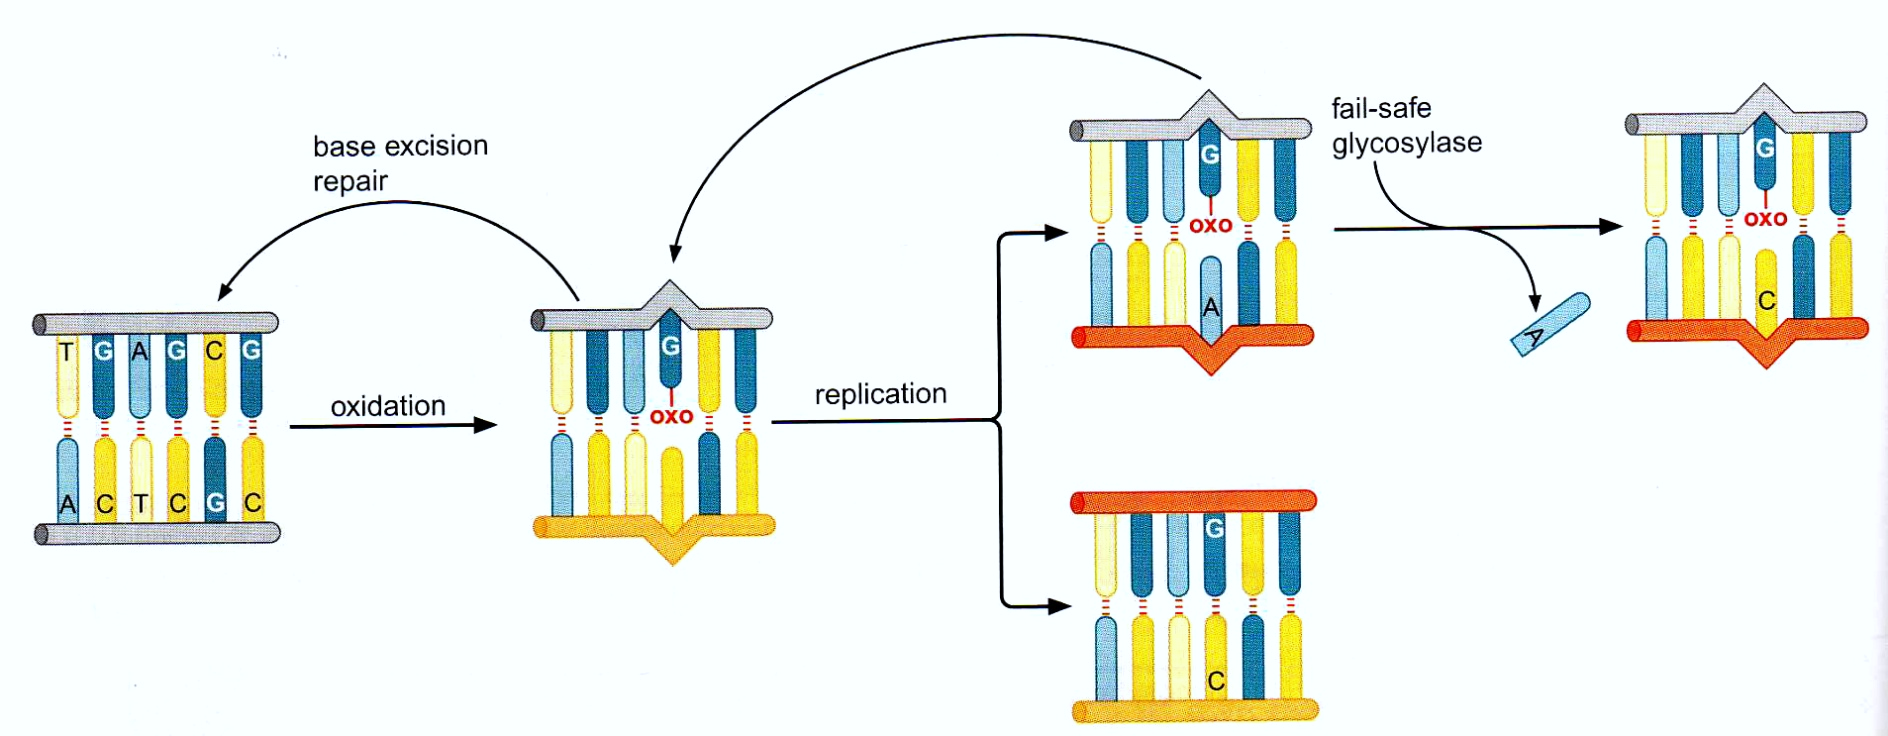 base excision
repair
T G A G C G
A C T C G C
oxidation
G
oxo
replication
G
oxo
A
fail-safe
glycosylase
A
G
oxo
C
G
C